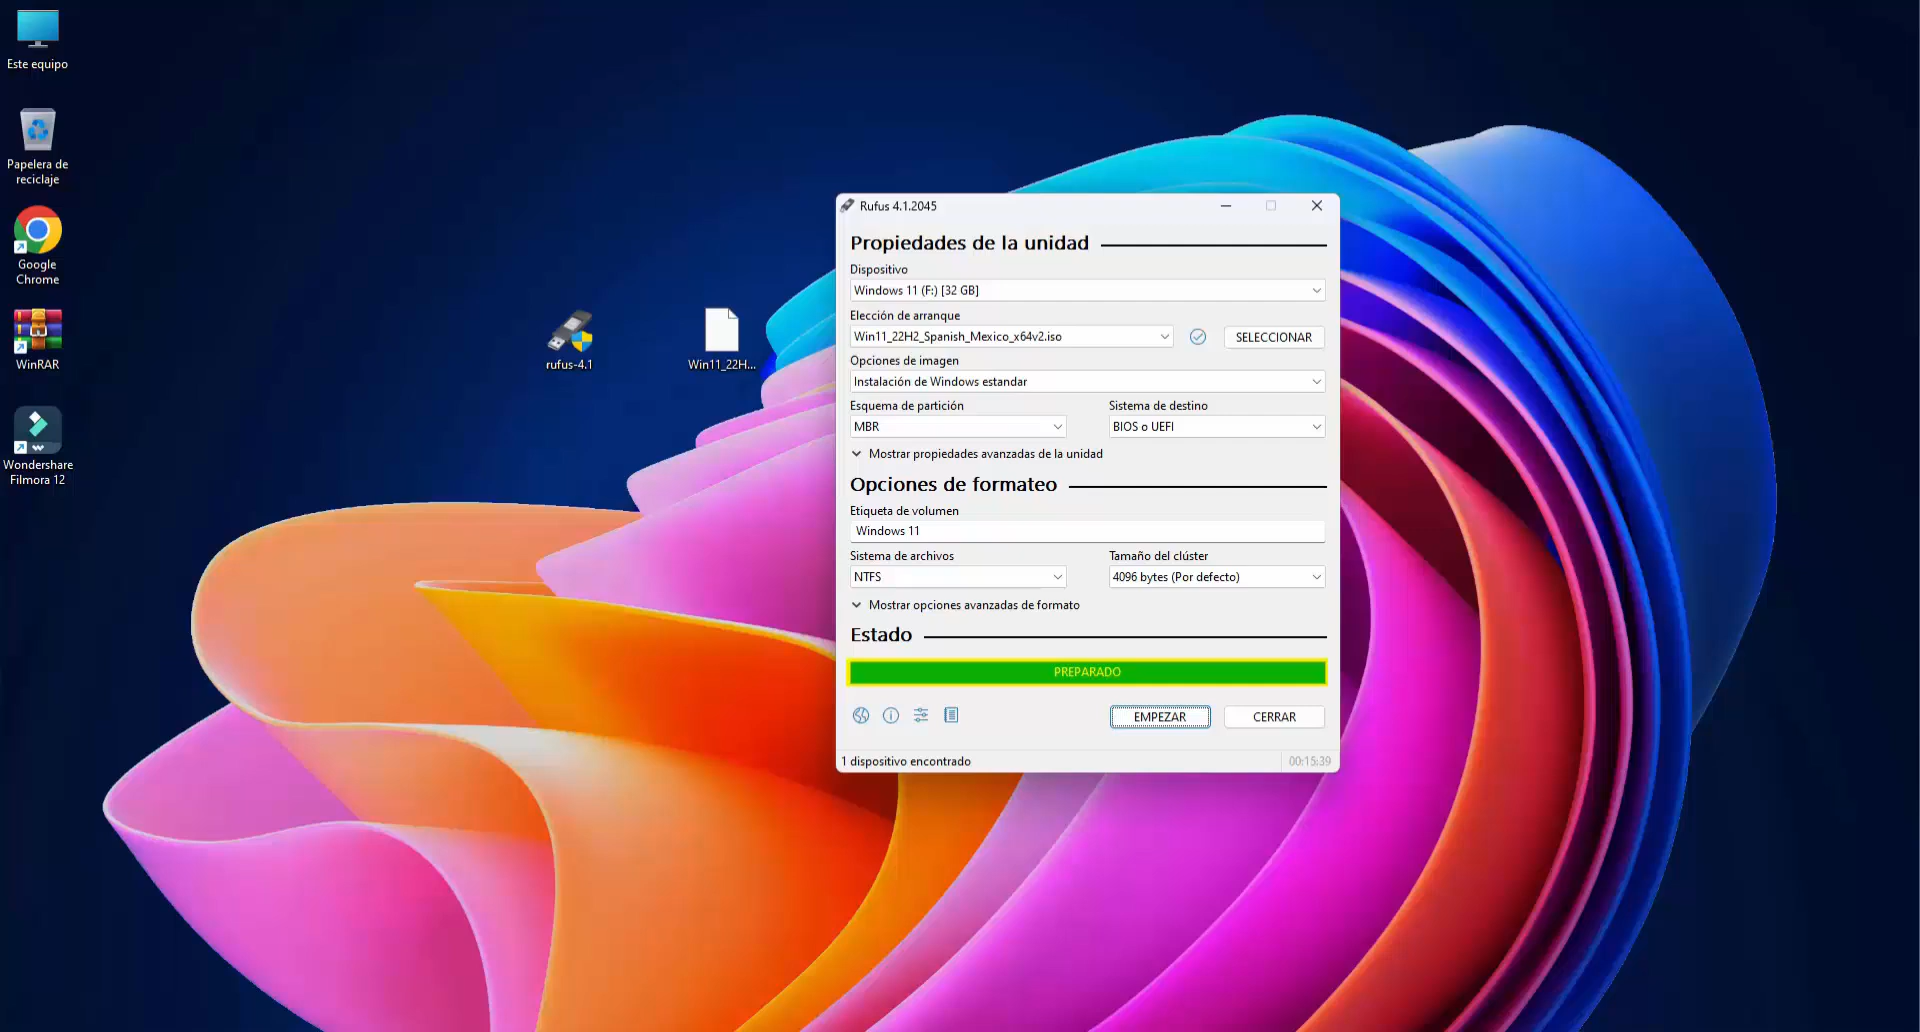 Este equipo
Papelera de
reciclaje
Google
Chrome
WinRAR
Wondershare
Filmora 12
rufus-4.1
Win11_22H...
Rufus 4.1.2045
Propiedades de la unidad
Dispositivo
Windows 11 (F:) [32 GB]
Elección de arranque
Win11_22H2_Spanish_Mexico_x64v2.iso
SELECCIONAR
Opciones de imagen
Instalación de Windows estandar
Esquema de partición
Sistema de destino
MBR
BIOS o UEFI
Mostrar propiedades avanzadas de la unidad
Opciones de formateo
Etiqueta de volumen
Windows 11
Sistema de archivos
Tamaño del clúster
NTFS
4096 bytes (Por defecto)
Mostrar opciones avanzadas de formato
Estado
PREPARADO
EMPEZAR
CERRAR
1 dispositivo encontrado
00:15:39